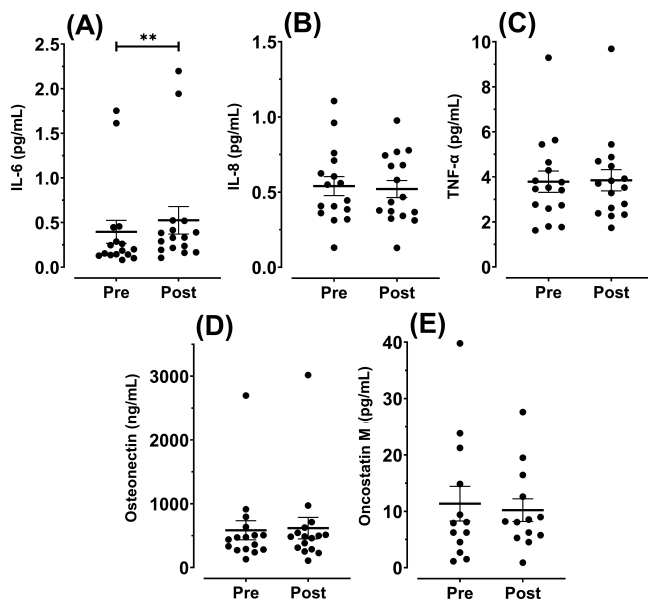 (A)
**
IL-6 (pg/mL)
2.5
2.0
1.5
1.0
0.5
0.0
Pre Post
(B)
IL-8 (pg/mL)
1.5
1.0
0.5
0.0
Pre Post
(C)
TNF-α (pg/mL)
10
8
6
4
2
0
Pre Post
(D)
Osteonectin (ng/mL)
3000
2000
1000
0
Pre Post
(E)
Oncostatin M (pg/mL)
40
30
20
10
0
Pre Post